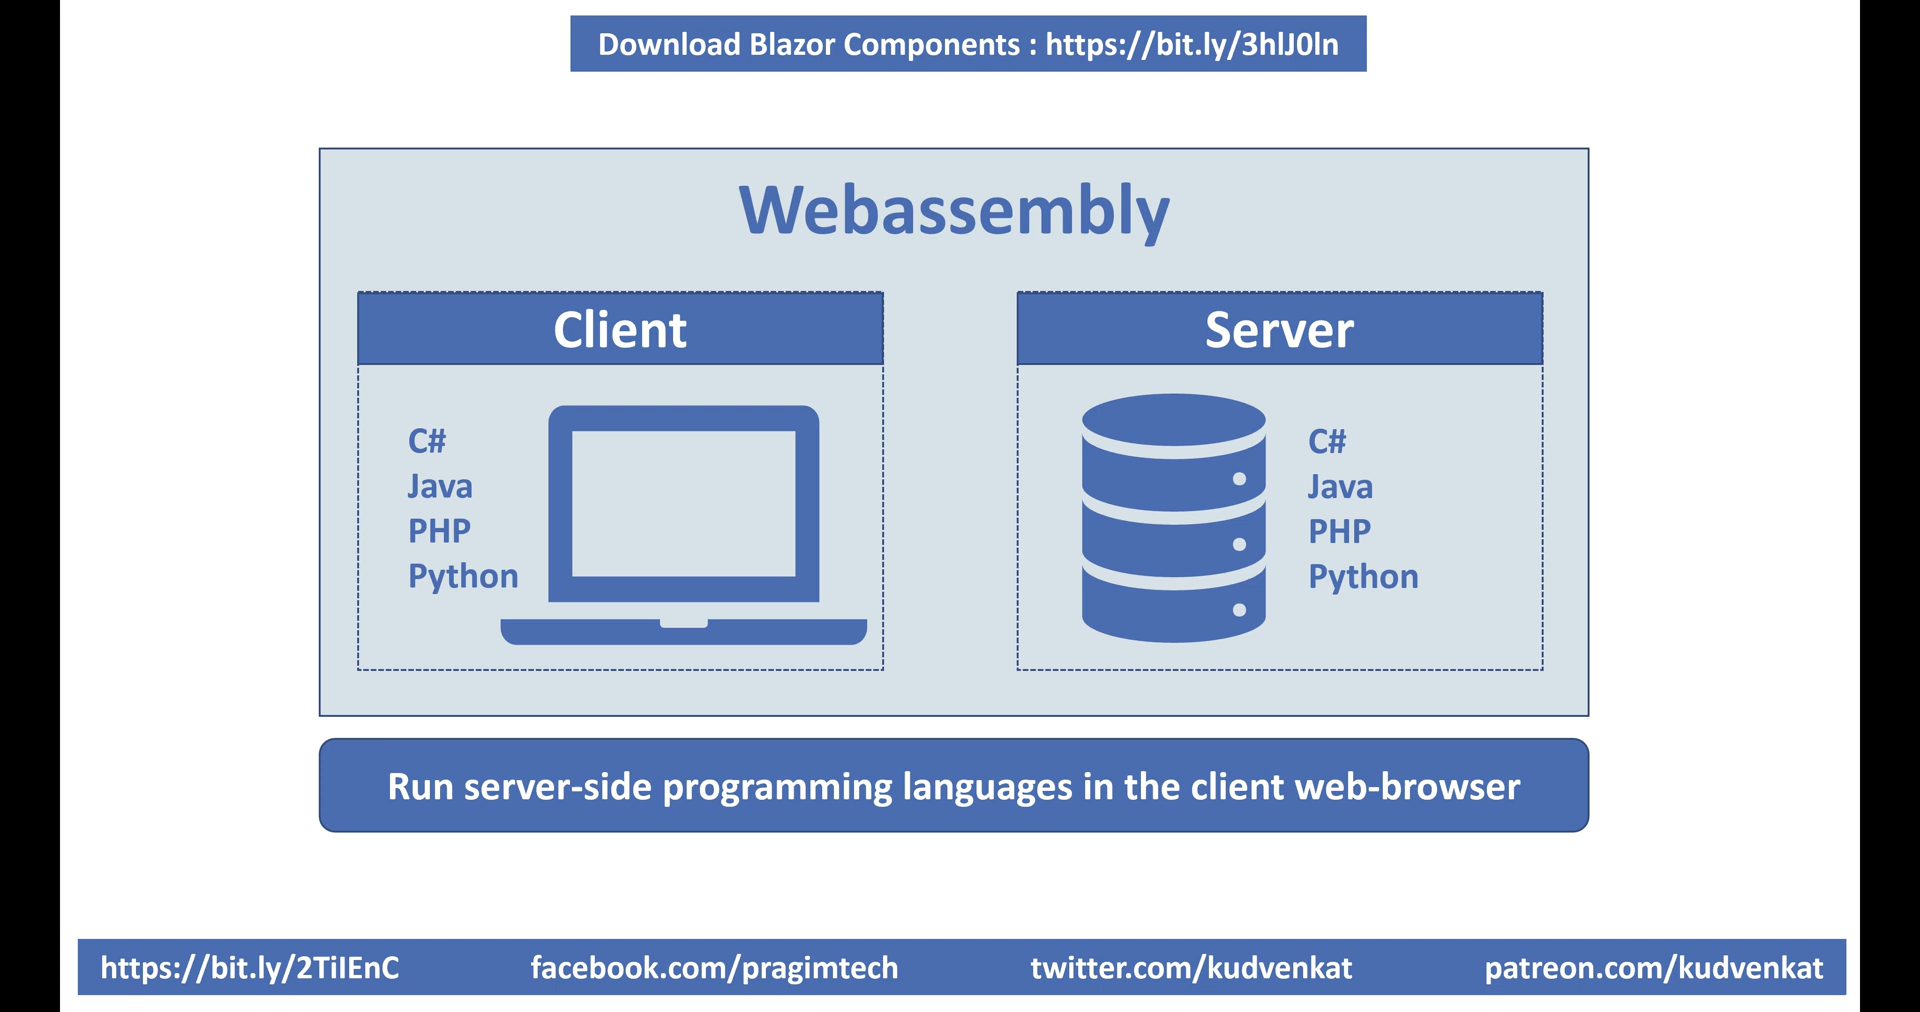 Download Blazor Components : https://bit.ly/3hlJ0ln
Webassembly
Client
C#
Java
PHP
Python
Server
C#
Java
PHP
Python
Run server-side programming languages in the client web-browser
https://bit.ly/2TiIEnC
facebook.com/pragimtech
twitter.com/kudvenkat
patreon.com/kudvenkat